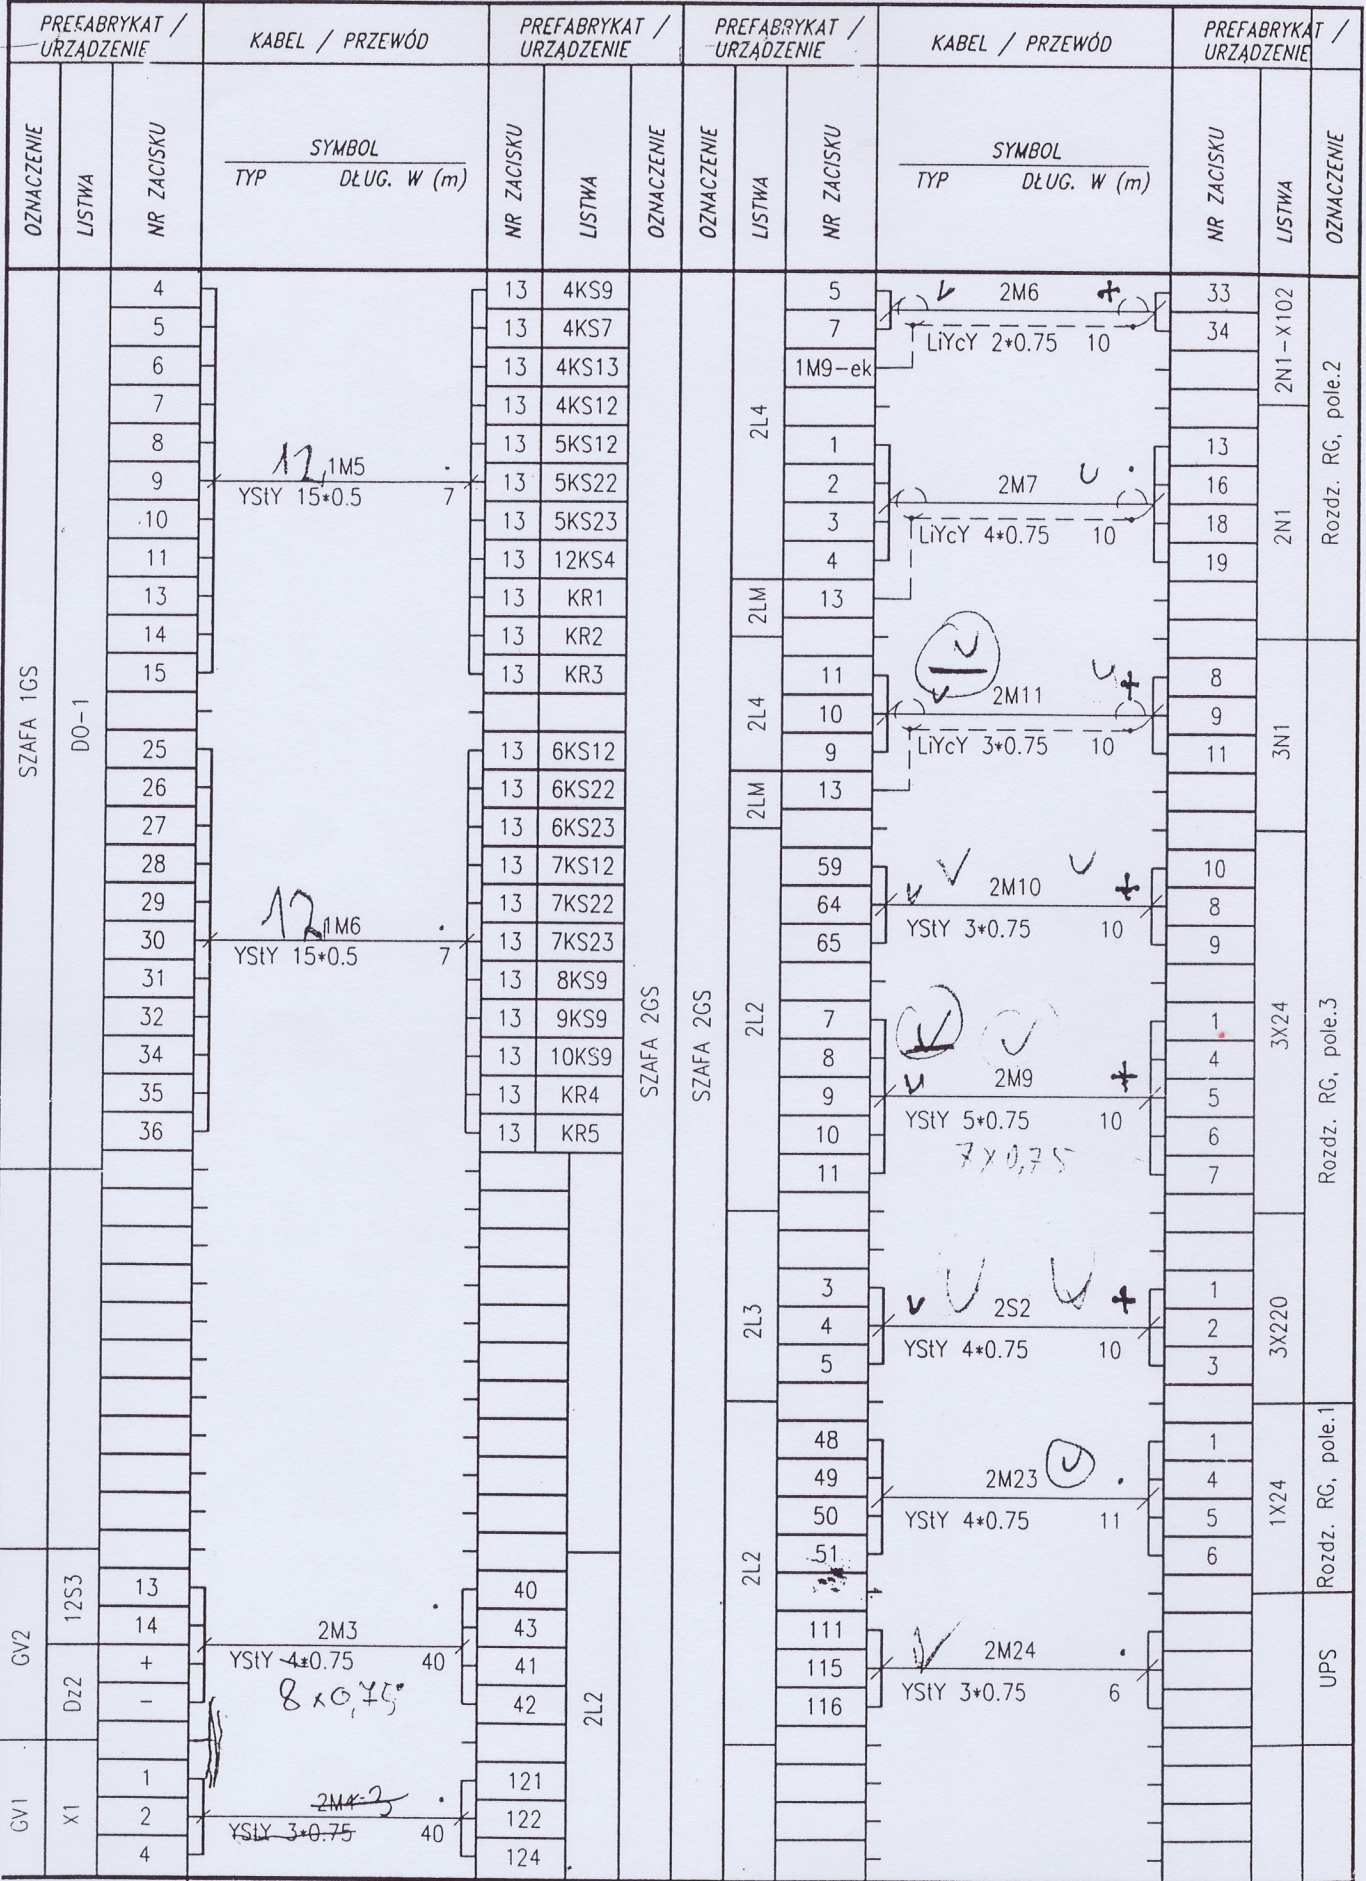 PREFABRYKAT / URZĄDZENIE
KABEL / PRZEWÓD
PREFABRYKAT / URZĄDZENIE
PREFABRYKAT / URZĄDZENIE
KABEL / PRZEWÓD
PREFABRYKAT / URZĄDZENIE
OZNACZENIE
LISTWA
NR ZACISKU
SYMBOL
TYP DŁUG. W (m)
NR ZACISKU
LISTWA
OZNACZENIE
OZNACZENIE
LISTWA
NR ZACISKU
SYMBOL
TYP DŁUG. W (m)
NR ZACISKU
LISTWA
OZNACZENIE
SZAFA 1GS
DO-1
4 13 4KS9
5 13 4KS7
6 13 4KS13
7 13 4KS12
8 13 5KS12
12 1M5
9 13 5KS22
YStY 15*0.5 7
10 13 5KS23
11 13 12KS4
13 13 KR1
14 13 KR2
15 13 KR3
25 13 6KS12
26 13 6KS22
27 13 6KS23
28 13 7KS12
29 13 7KS22
12 1M6
30 13 7KS23
YStY 15*0.5 7
31 13 8KS9
32 13 9KS9
34 13 10KS9
35 13 KR4
36 13 KR5
SZAFA 2GS
GV2
12S3
13 40
14 43
2M3
Dz2
+ 41
YStY 4*0.75 40
- 42
8 x 0,75
2L2
GV1
X1
1 121
2M4 3
2 122
YStY 3*0.75 40
4 124
SZAFA 2GS
2L4
5 v 2M6 + 33
7 34
LiYcY 2*0.75 10
1M9-ek
2N1-X102
Rozdz. RG, pole.2
1 13
2 2M7 16
3 18
LiYcY 4*0.75 10
4 19
2N1
2LM
13
2L4
11 8
2M11 +
10 9
9 11
LiYcY 3*0.75 10
3N1
2LM
13
2L2
59 10
v 2M10 +
64 8
YStY 3*0.75 10
65 9
3X24
Rozdz. RG, pole.3
7 1
8 4
2M9 +
9 5
YStY 5*0.75 10
10 6
7x0,75
11 7
2L3
3 1
v 2S2 +
4 2
YStY 4*0.75 10
5 3
3X220
2L2
48 1
49 2M23 4
50 5
YStY 4*0.75 11
51 6
1X24
Rozdz. RG, pole.1
111
2M24
115
YStY 3*0.75 6
116
UPS